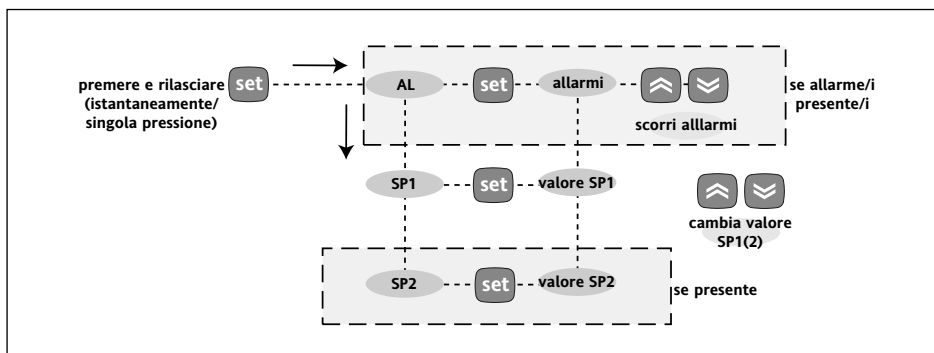 premere e rilasciare
(istantaneamente/
singola pressione)
set
AL
set
allarmi
se allarme/i
presente/i
scorri alllarmi
SP1
set
valore SP1
cambia valore
SP1(2)
SP2
set
valore SP2
se presente